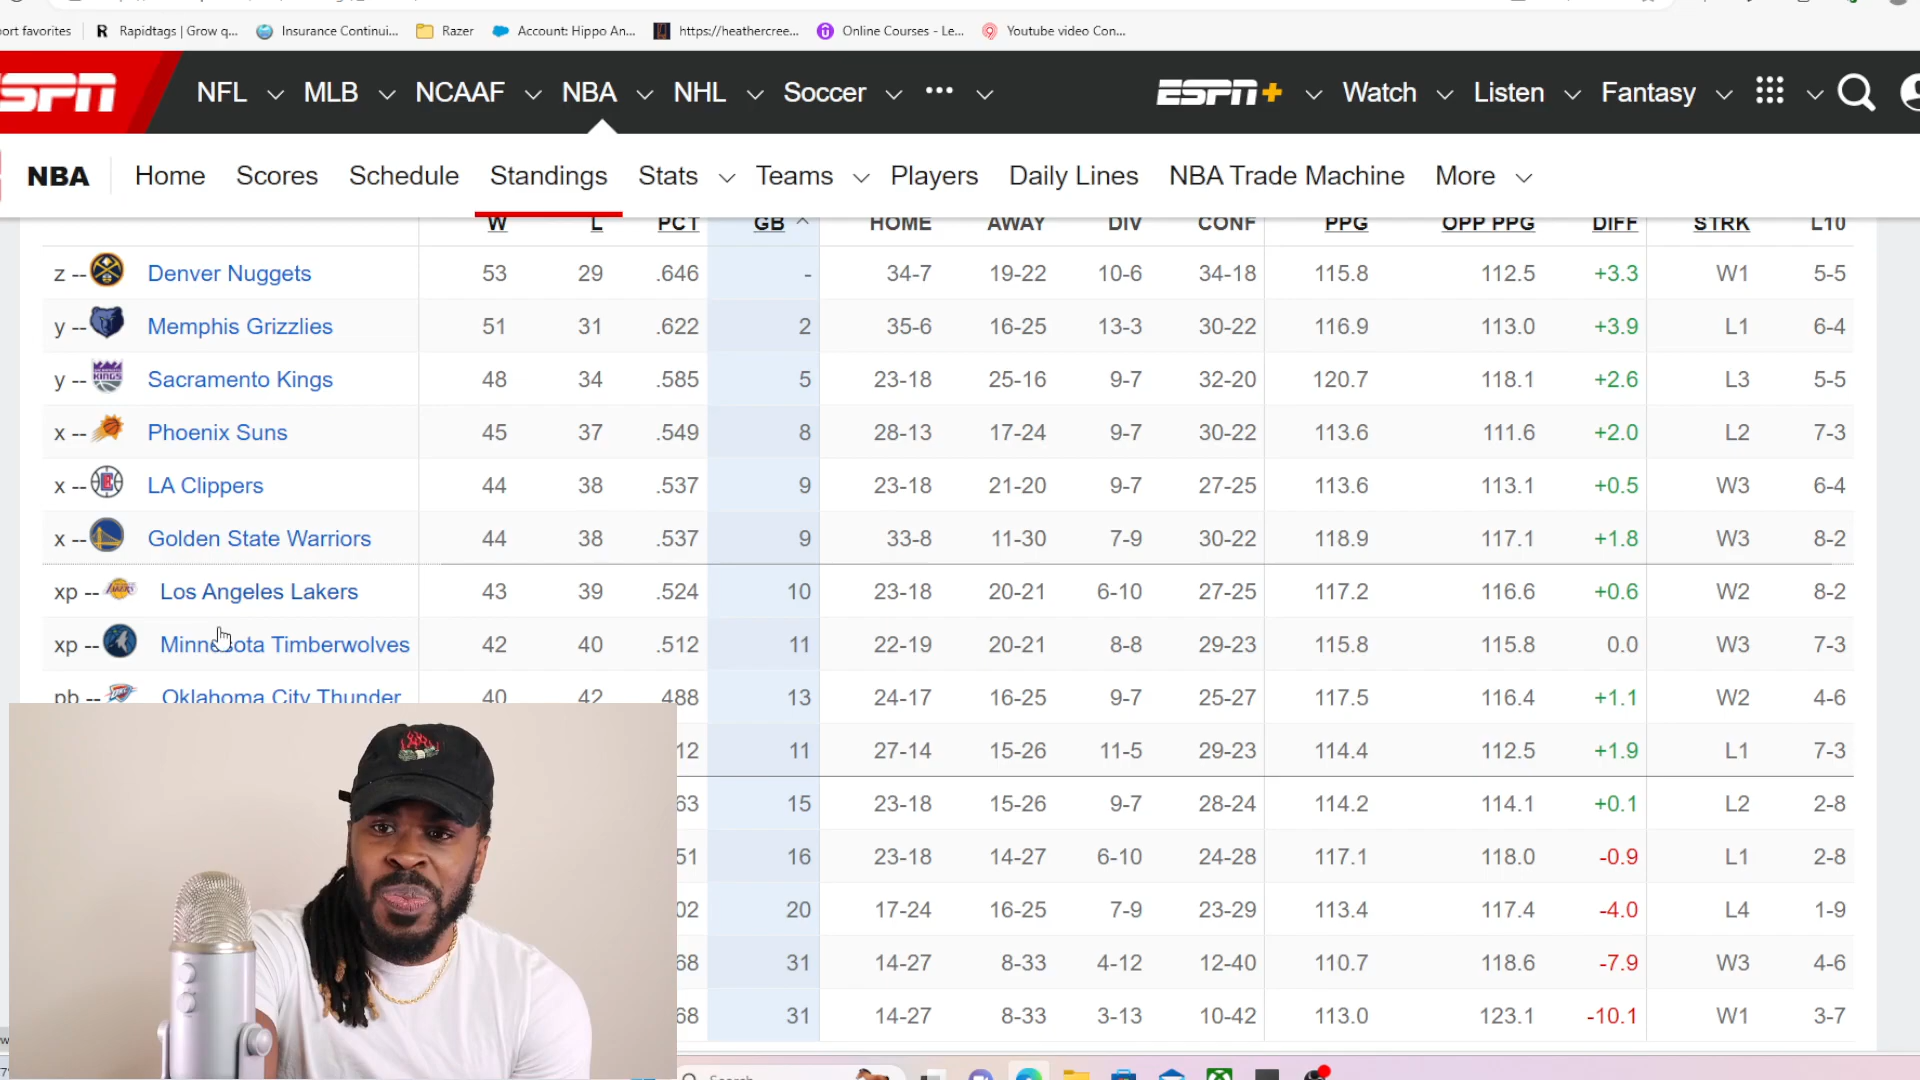 ort favorites Rapidtags | Grow q... Insurance Continui... Razer Account: Hippo An... https://heathercree... Online Courses - Le... Youtube video Con...
ESPN NFL MLB NCAAF NBA NHL Soccer ••• ESPN+ Watch Listen Fantasy
NBA Home Scores Schedule Standings Stats Teams Players Daily Lines NBA Trade Machine More
W L PCT GB HOME AWAY DIV CONF PPG OPP PPG DIFF STRK L10
z -- Denver Nuggets 53 29 .646 - 34-7 19-22 10-6 34-18 115.8 112.5 +3.3 W1 5-5
y -- Memphis Grizzlies 51 31 .622 2 35-6 16-25 13-3 30-22 116.9 113.0 +3.9 L1 6-4
y -- KINGS Sacramento Kings 48 34 .585 5 23-18 25-16 9-7 32-20 120.7 118.1 +2.6 L3 5-5
x -- Phoenix Suns 45 37 .549 8 28-13 17-24 9-7 30-22 113.6 111.6 +2.0 L2 7-3
x -- LA Clippers 44 38 .537 9 23-18 21-20 9-7 27-25 113.6 113.1 +0.5 W3 6-4
x -- Golden State Warriors 44 38 .537 9 33-8 11-30 7-9 30-22 118.9 117.1 +1.8 W3 8-2
xp -- Los Angeles Lakers 43 39 .524 10 23-18 20-21 6-10 27-25 117.2 116.6 +0.6 W2 8-2
xp -- Minnesota Timberwolves 42 40 .512 11 22-19 20-21 8-8 29-23 115.8 115.8 0.0 W3 7-3
pb -- Oklahoma City Thunder 40 42 .488 13 24-17 16-25 9-7 25-27 117.5 116.4 +1.1 W2 4-6
12 11 27-14 15-26 11-5 29-23 114.4 112.5 +1.9 L1 7-3
63 15 23-18 15-26 9-7 28-24 114.2 114.1 +0.1 L2 2-8
51 16 23-18 14-27 6-10 24-28 117.1 118.0 -0.9 L1 2-8
02 20 17-24 16-25 7-9 23-29 113.4 117.4 -4.0 L4 1-9
68 31 14-27 8-33 4-12 12-40 110.7 118.6 -7.9 W3 4-6
68 31 14-27 8-33 3-13 10-42 113.0 123.1 -10.1 W1 3-7
Search